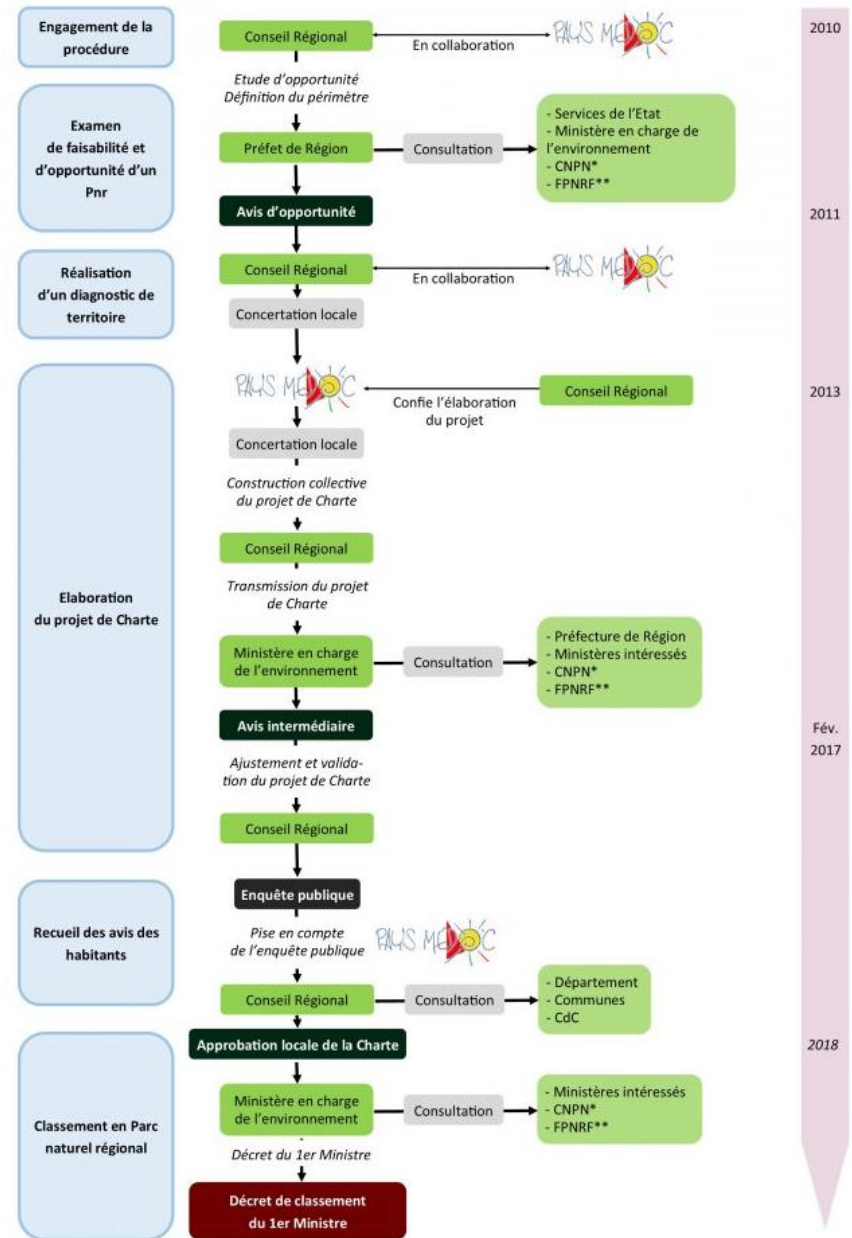 Engagement de la
procédure
Conseil Régional
En collaboration
PAYS MEDOC
2010
Etude d'opportunité
Définition du périmètre
Examen
de faisabilité et
d'opportunité d'un
Pnr
Préfet de Région
Consultation
- Services de l'Etat
- Ministère en charge de
l'environnement
- CNPN*
- FPNRF**
Avis d'opportunité
2011
Réalisation
d'un diagnostic de
territoire
Conseil Régional
En collaboration
PAYS MEDOC
Concertation locale
Elaboration
du projet de Charte
PAYS MEDOC
Confie l'élaboration
du projet
Conseil Régional
2013
Concertation locale
Construction collective
du projet de Charte
Conseil Régional
Transmission du projet
de Charte
Ministère en charge
de l'environnement
Consultation
- Préfecture de Région
- Ministères intéressés
- CNPN*
- FPNRF**
Avis intermédiaire
Fév.
2017
Ajustement et valida-
tion du projet de Charte
Conseil Régional
Recueil des avis des
habitants
Enquête publique
Pise en compte
de l'enquête publique
PAYS MEDOC
Conseil Régional
Consultation
- Département
- Communes
- CdC
Approbation locale de la Charte
2018
Classement en Parc
naturel régional
Ministère en charge
de l'environnement
Consultation
- Ministères intéressés
- CNPN*
- FPNRF**
Décret du 1er Ministre
Décret de classement
du 1er Ministre